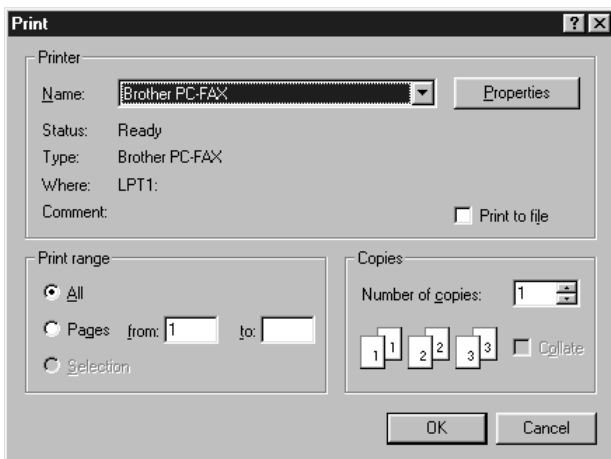 Print
Printer
Name: Brother PC-FAX Properties
Status: Ready
Type: Brother PC-FAX
Where: LPT1:
Comment: Print to file
Print range
All
Pages from: 1 to:
Selection
Copies
Number of copies: 1
1 1 2 2 3 3 Collate
OK Cancel